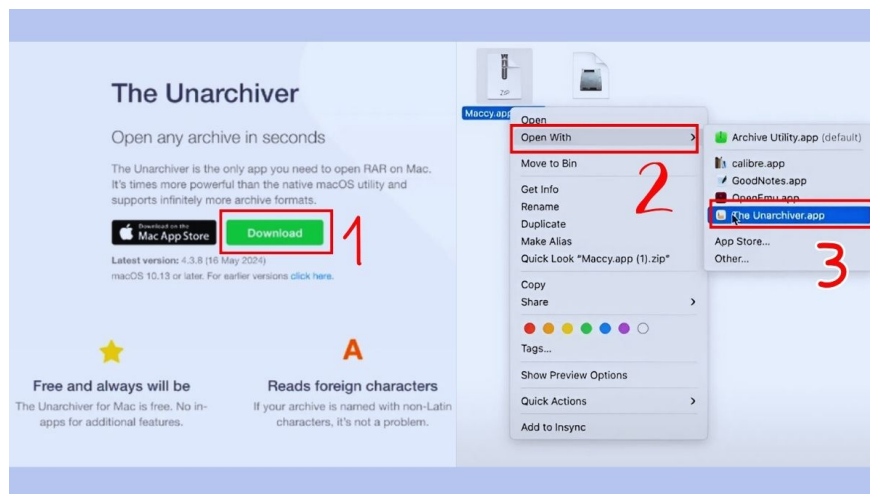 The Unarchiver
Open any archive in seconds
The Unarchiver is the only app you need to open RAR on Mac.
It's times more powerful than the native macOS utility and
supports infinitely more archive formats.
Download on the
Mac App Store
Download
1
Latest version: 4.3.8 (16 May 2024)
macOS 10.13 or later. For earlier versions click here.
Free and always will be
The Unarchiver for Mac is free. No in-
apps for additional features.
A
Reads foreign characters
If your archive is named with non-Latin
characters, it's not a problem.
ZIP
Maccy.app
Open
Open With
Move to Bin
2
Get Info
Rename
Duplicate
Make Alias
Quick Look "Maccy.app (1).zip"
Copy
Share
Tags...
Show Preview Options
Quick Actions
Add to Insync
Archive Utility.app (default)
calibre.app
GoodNotes.app
OpenEmu.app
The Unarchiver.app
App Store...
Other...
3